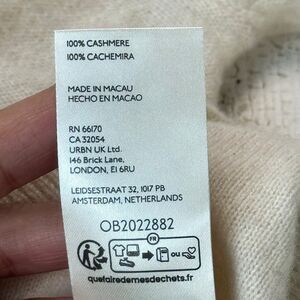 100% CASHMERE
100% CACHEMIRA
MADE IN MACAU
HECHO EN MACAO
RN 66170
CA 32054
URBN UK Ltd.
146 Brick Lane,
LONDON, E1 6RU
LEIDSESTRAAT 32, 1017 PB
AMSTERDAM, NETHERLANDS
OB2022882
FR
OU
quefairedemesdechets.fr